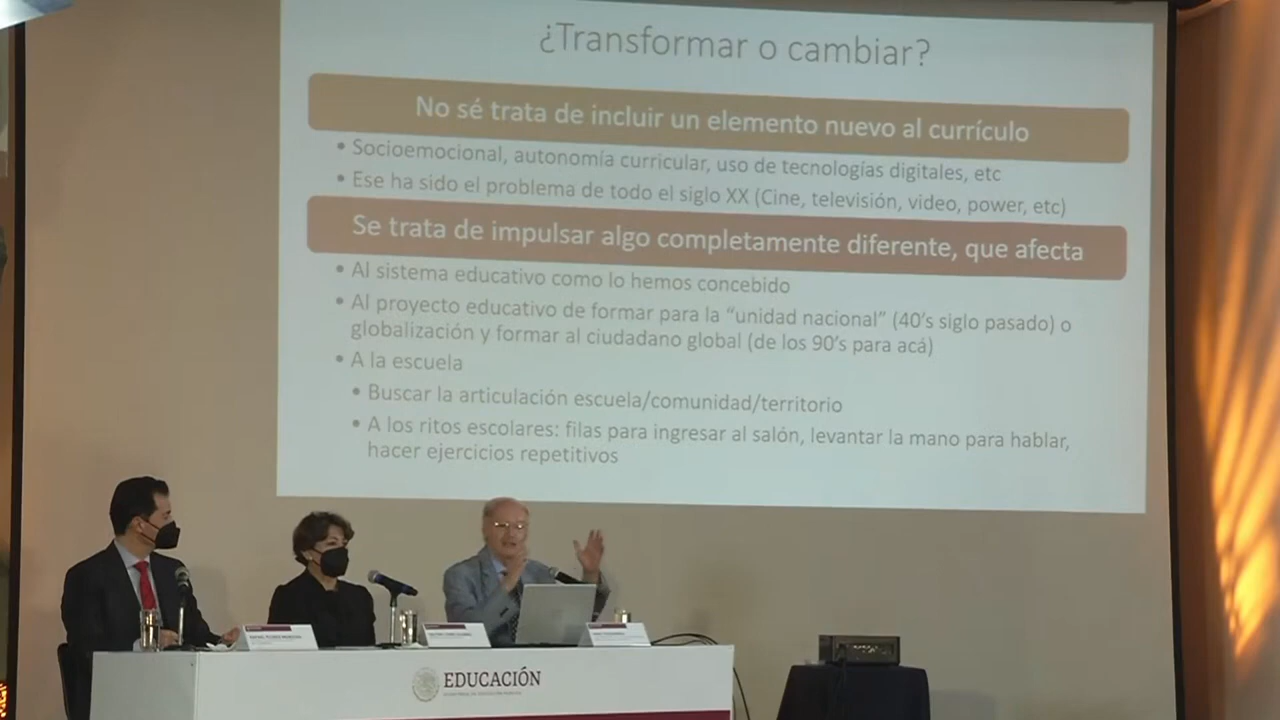 ¿Transformar o cambiar?
No sé trata de incluir un elemento nuevo al currículo
• Socioemocional, autonomía curricular, uso de tecnologías digitales, etc
• Ese ha sido el problema de todo el siglo XX (Cine, televisión, video, power, etc)
Se trata de impulsar algo completamente diferente, que afecta
• Al sistema educativo como lo hemos concebido
• Al proyecto educativo de formar para la “unidad nacional” (40’s siglo pasado) o
globalización y formar al ciudadano global (de los 90’s para acá)
• A la escuela
• Buscar la articulación escuela/comunidad/territorio
• A los ritos escolares: filas para ingresar al salón, levantar la mano para hablar,
hacer ejercicios repetitivos
EDUCACIÓN